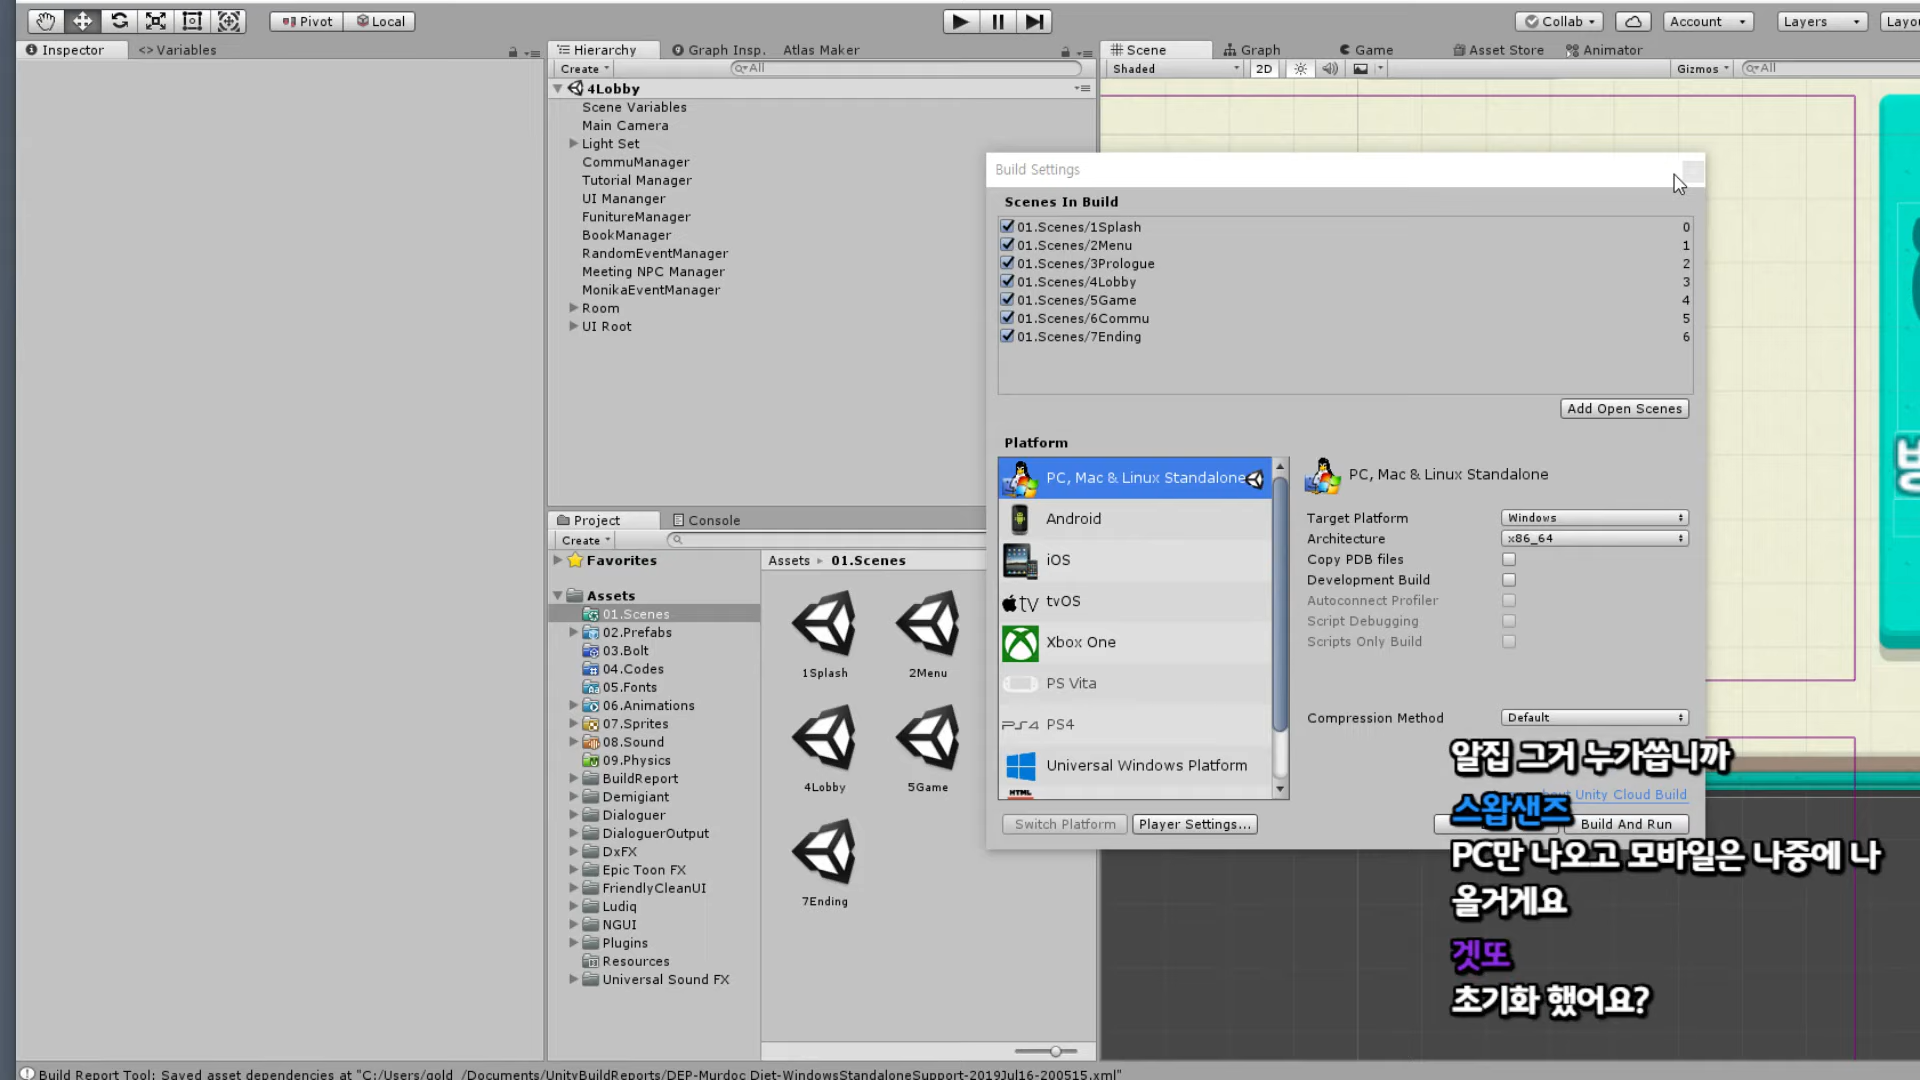 Pivot
Local
Collab
Account
Layers
Inspector
<> Variables
Hierarchy
Graph Insp.
Atlas Maker
Scene
Graph
Game
Asset Store
Animator
Create
All
Shaded
2D
Gizmos
All
4Lobby
Scene Variables
Main Camera
Light Set
CommuManager
Tutorial Manager
UI Mananger
FunitureManager
BookManager
RandomEventManager
Meeting NPC Manager
MonikaEventManager
Room
UI Root
Build Settings
Scenes In Build
01.Scenes/1Splash 0
01.Scenes/2Menu 1
01.Scenes/3Prologue 2
01.Scenes/4Lobby 3
01.Scenes/5Game 4
01.Scenes/6Commu 5
01.Scenes/7Ending 6
Add Open Scenes
Platform
PC, Mac & Linux Standalone
Android
iOS
tv tvOS
Xbox One
PS Vita
PS4 PS4
Universal Windows Platform
HTML
PC, Mac & Linux Standalone
Target Platform Windows
Architecture x86_64
Copy PDB files
Development Build
Autoconnect Profiler
Script Debugging
Scripts Only Build
Compression Method Default
Unity Cloud Build
Switch Platform
Player Settings...
Build And Run
Project
Console
Create
Favorites
Assets
01.Scenes
02.Prefabs
03.Bolt
04.Codes
05.Fonts
06.Animations
07.Sprites
08.Sound
09.Physics
BuildReport
Demigiant
Dialoguer
DialoguerOutput
DxFX
Epic Toon FX
FriendlyCleanUI
Ludiq
NGUI
Plugins
Resources
Universal Sound FX
Assets ▸ 01.Scenes
1Splash
2Menu
4Lobby
5Game
7Ending
알집 그거 누가씁니까
스왑샌즈
PC만 나오고 모바일은 나중에 나
올거게요
겟또
초기화 했어요?
Build Report Tool: Saved asset dependencies at "C:/Users/gold_/Documents/UnityBuildReports/DEP-Murdoc Diet-WindowsStandaloneSupport-2019Jul16-200515.xml"